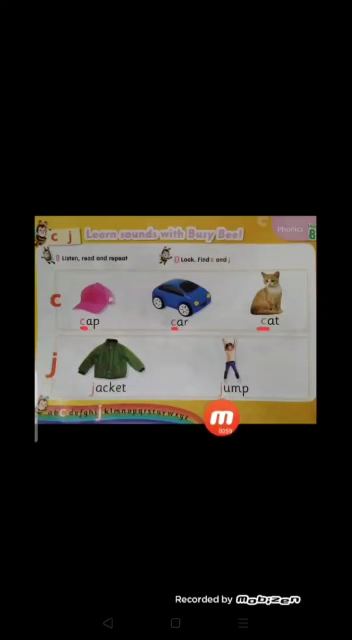 c j Learn sounds with Busy Bee! Phonics 8
Listen, read and repeat
Look. Find c and j
c
cap car cat
j
jacket jump
m
Recorded by mobizen